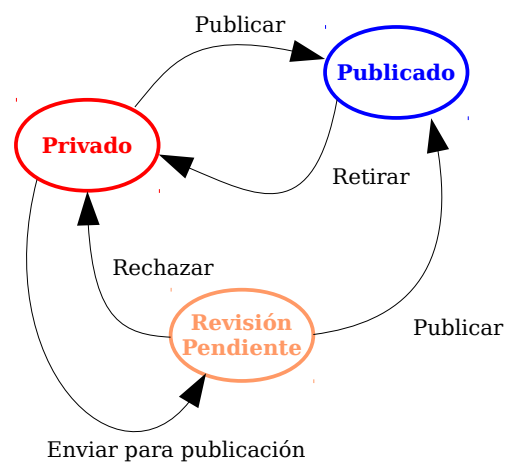 Publicar
Publicado
Privado
Retirar
Rechazar
Revisión
Pendiente
Publicar
Enviar para publicación